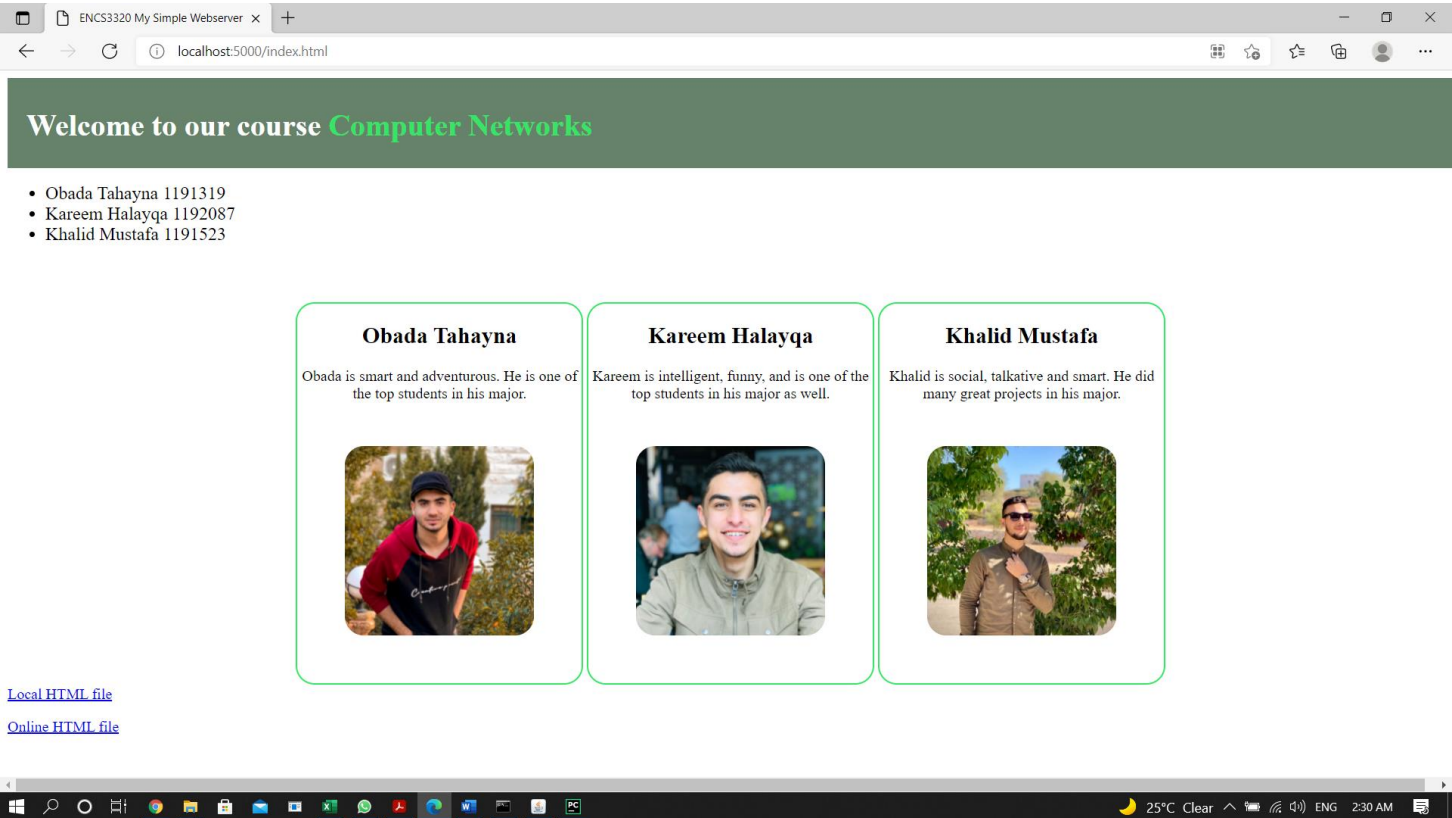 ENCS3320 My Simple Webserver
localhost:5000/index.html
Welcome to our course Computer Networks
Obada Tahayna 1191319
Kareem Halayqa 1192087
Khalid Mustafa 1191523
Obada Tahayna
Obada is smart and adventurous. He is one of
the top students in his major.
Kareem Halayqa
Kareem is intelligent, funny, and is one of the
top students in his major as well.
Khalid Mustafa
Khalid is social, talkative and smart. He did
many great projects in his major.
Local HTML file
Online HTML file
PC
25°C Clear
ENG
2:30 AM